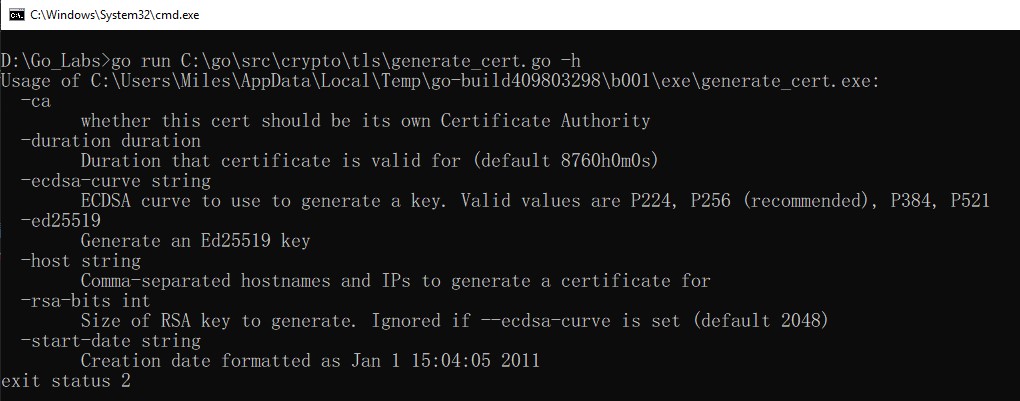 C:\Windows\System32\cmd.exe
D:\Go_Labs>go run C:\go\src\crypto\tls\generate_cert.go -h
Usage of C:\Users\Miles\AppData\Local\Temp\go-build409803298\b001\exe\generate_cert.exe:
  -ca
        whether this cert should be its own Certificate Authority
  -duration duration
        Duration that certificate is valid for (default 8760h0m0s)
  -ecdsa-curve string
        ECDSA curve to use to generate a key. Valid values are P224, P256 (recommended), P384, P521
  -ed25519
        Generate an Ed25519 key
  -host string
        Comma-separated hostnames and IPs to generate a certificate for
  -rsa-bits int
        Size of RSA key to generate. Ignored if --ecdsa-curve is set (default 2048)
  -start-date string
        Creation date formatted as Jan 1 15:04:05 2011
exit status 2